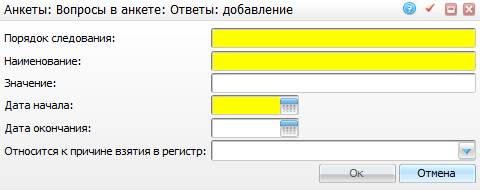 Анкеты: Вопросы в анкете: Ответы: добавление
Порядок следования:
Наименование:
Значение:
Дата начала:
Дата окончания:
Относится к причине взятия в регистр:
Ок Отмена